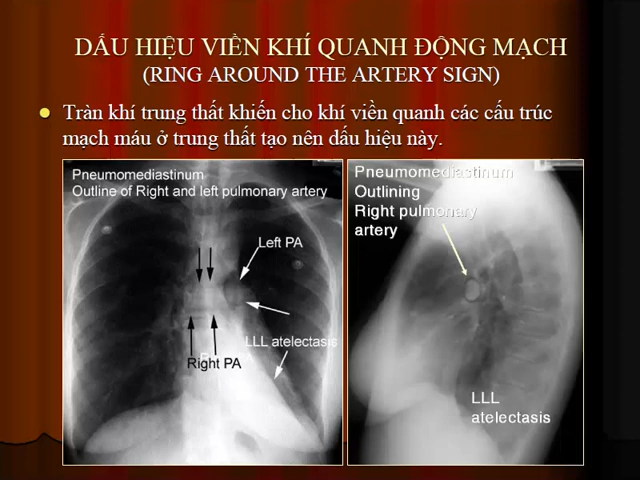 DẤU HIỆU VIỀN KHÍ QUANH ĐỘNG MẠCH
(RING AROUND THE ARTERY SIGN)
Tràn khí trung thất khiến cho khí viền quanh các cấu trúc
mạch máu ở trung thất tạo nên dấu hiệu này.
Pneumomediastinum
Outline of Right and left pulmonary artery
Left PA
LLL atelectasis
Right PA
Pneumomediastinum
Outlining
Right pulmonary
artery
LLL
atelectasis